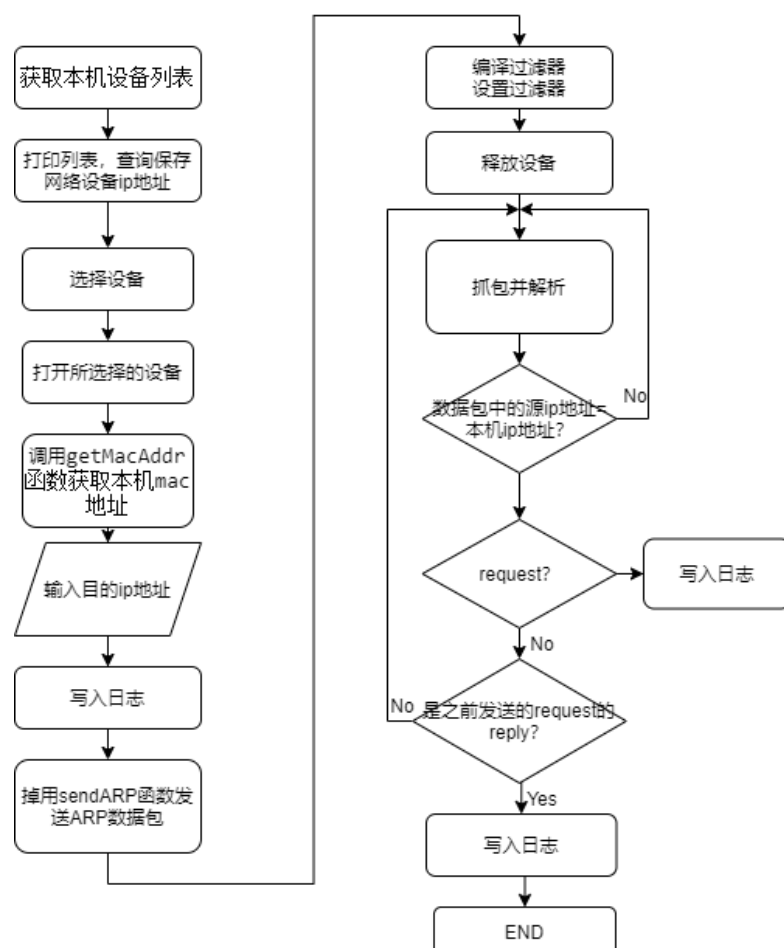 获取本机设备列表
打印列表，查询保存
网络设备ip地址
选择设备
打开所选择的设备
调用getMacAddr
函数获取本机mac
地址
输入目的ip地址
写入日志
掉用sendARP函数发
送ARP数据包
编译过滤器
设置过滤器
释放设备
抓包并解析
数据包中的源ip地址=
本机ip地址？
No
request?
写入日志
No
是之前发送的request的
reply?
No
Yes
写入日志
END